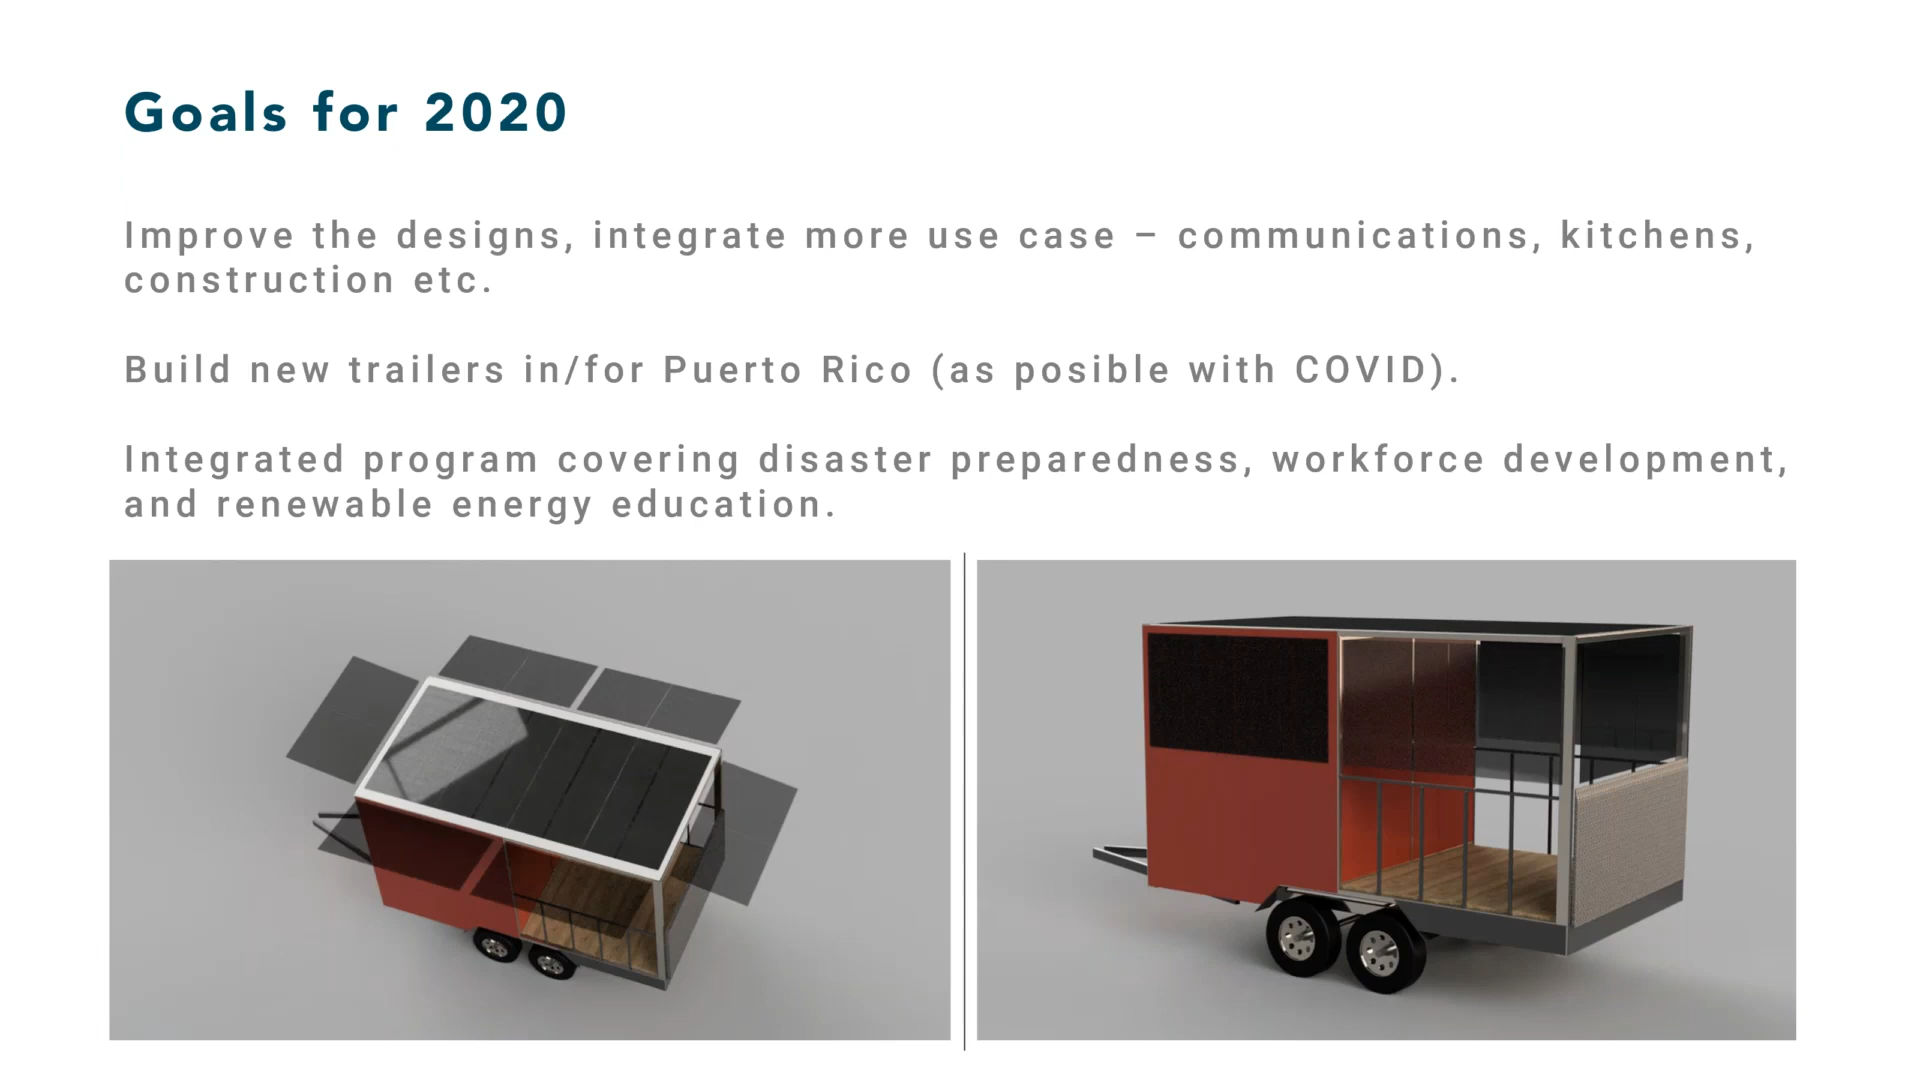 Goals for 2020
Improve the designs, integrate more use case – communications, kitchens,
construction etc.
Build new trailers in/for Puerto Rico (as posible with COVID).
Integrated program covering disaster preparedness, workforce development,
and renewable energy education.